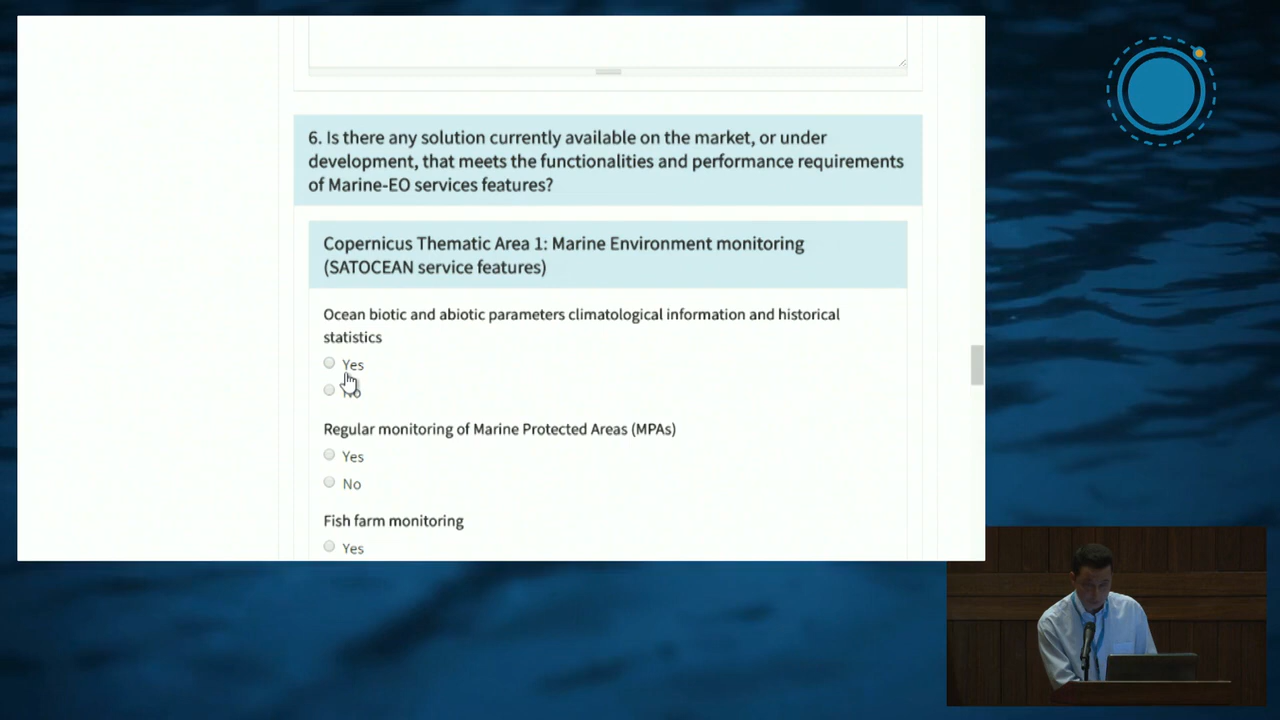 6. Is there any solution currently available on the market, or under
development, that meets the functionalities and performance requirements
of Marine-EO services features?
Copernicus Thematic Area 1: Marine Environment monitoring
(SATOCEAN service features)
Ocean biotic and abiotic parameters climatological information and historical
statistics
Yes
No
Regular monitoring of Marine Protected Areas (MPAs)
Yes
No
Fish farm monitoring
Yes